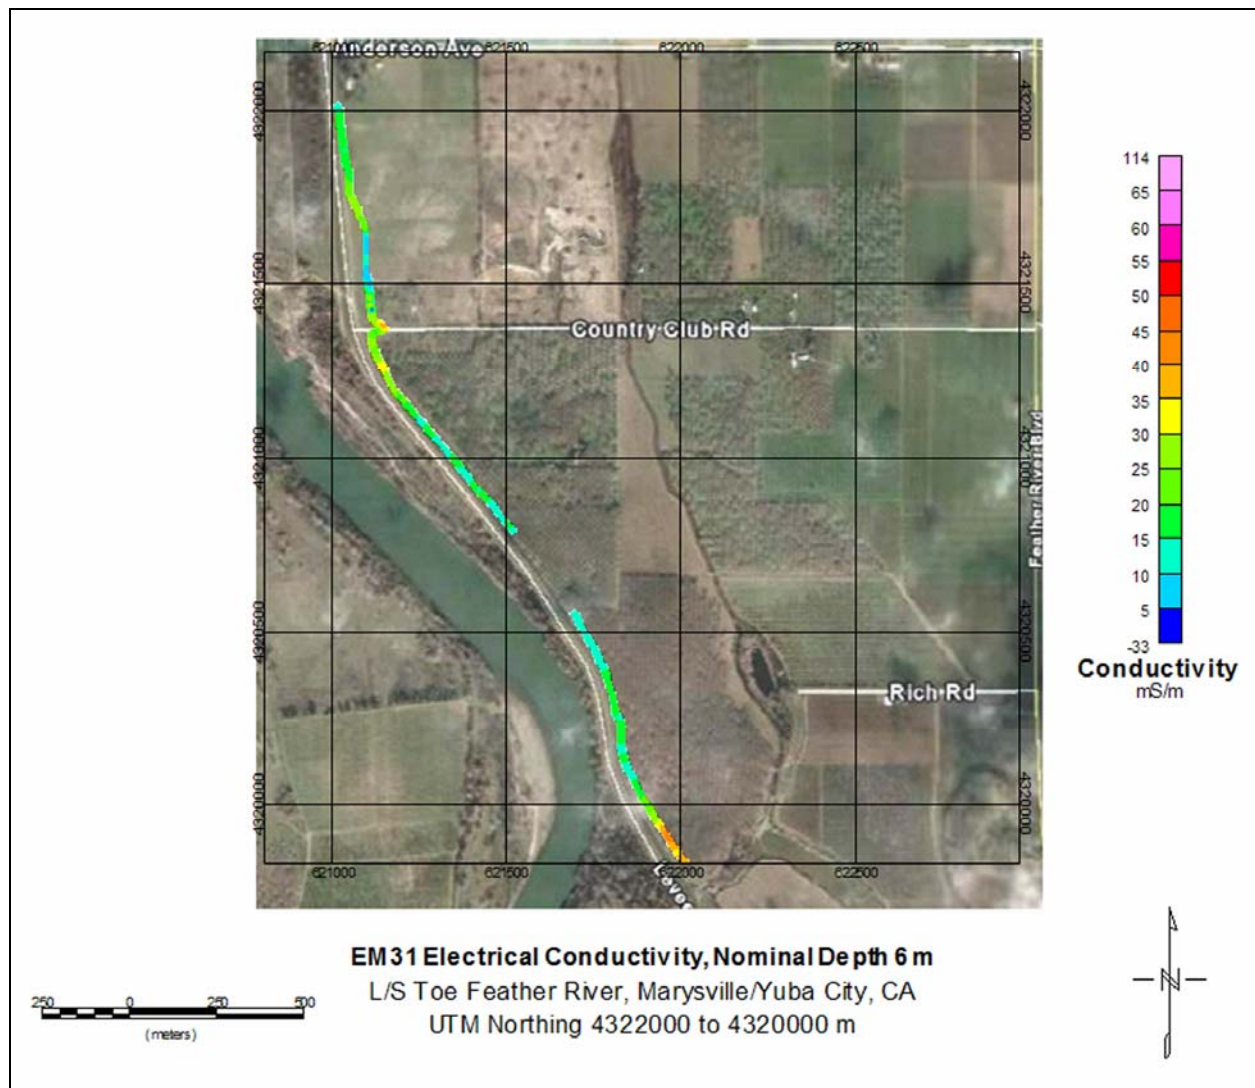 Anderson Ave
621000 621500 622000 622500
4322000 4322000
4321500 4321500
Country Club Rd
4321000 4321000
Feather River Blvd
4320500 4320500
Rich Rd
4320000 4320000
621000 621500 622000 622500
Levee
114
65
60
55
50
45
40
35
30
25
20
15
10
5
-33
Conductivity
mS/m
EM31 Electrical Conductivity, Nominal Depth 6 m
L/S Toe Feather River, Marysville/Yuba City, CA
UTM Northing 4322000 to 4320000 m
250 0 250 500
(meters)
N